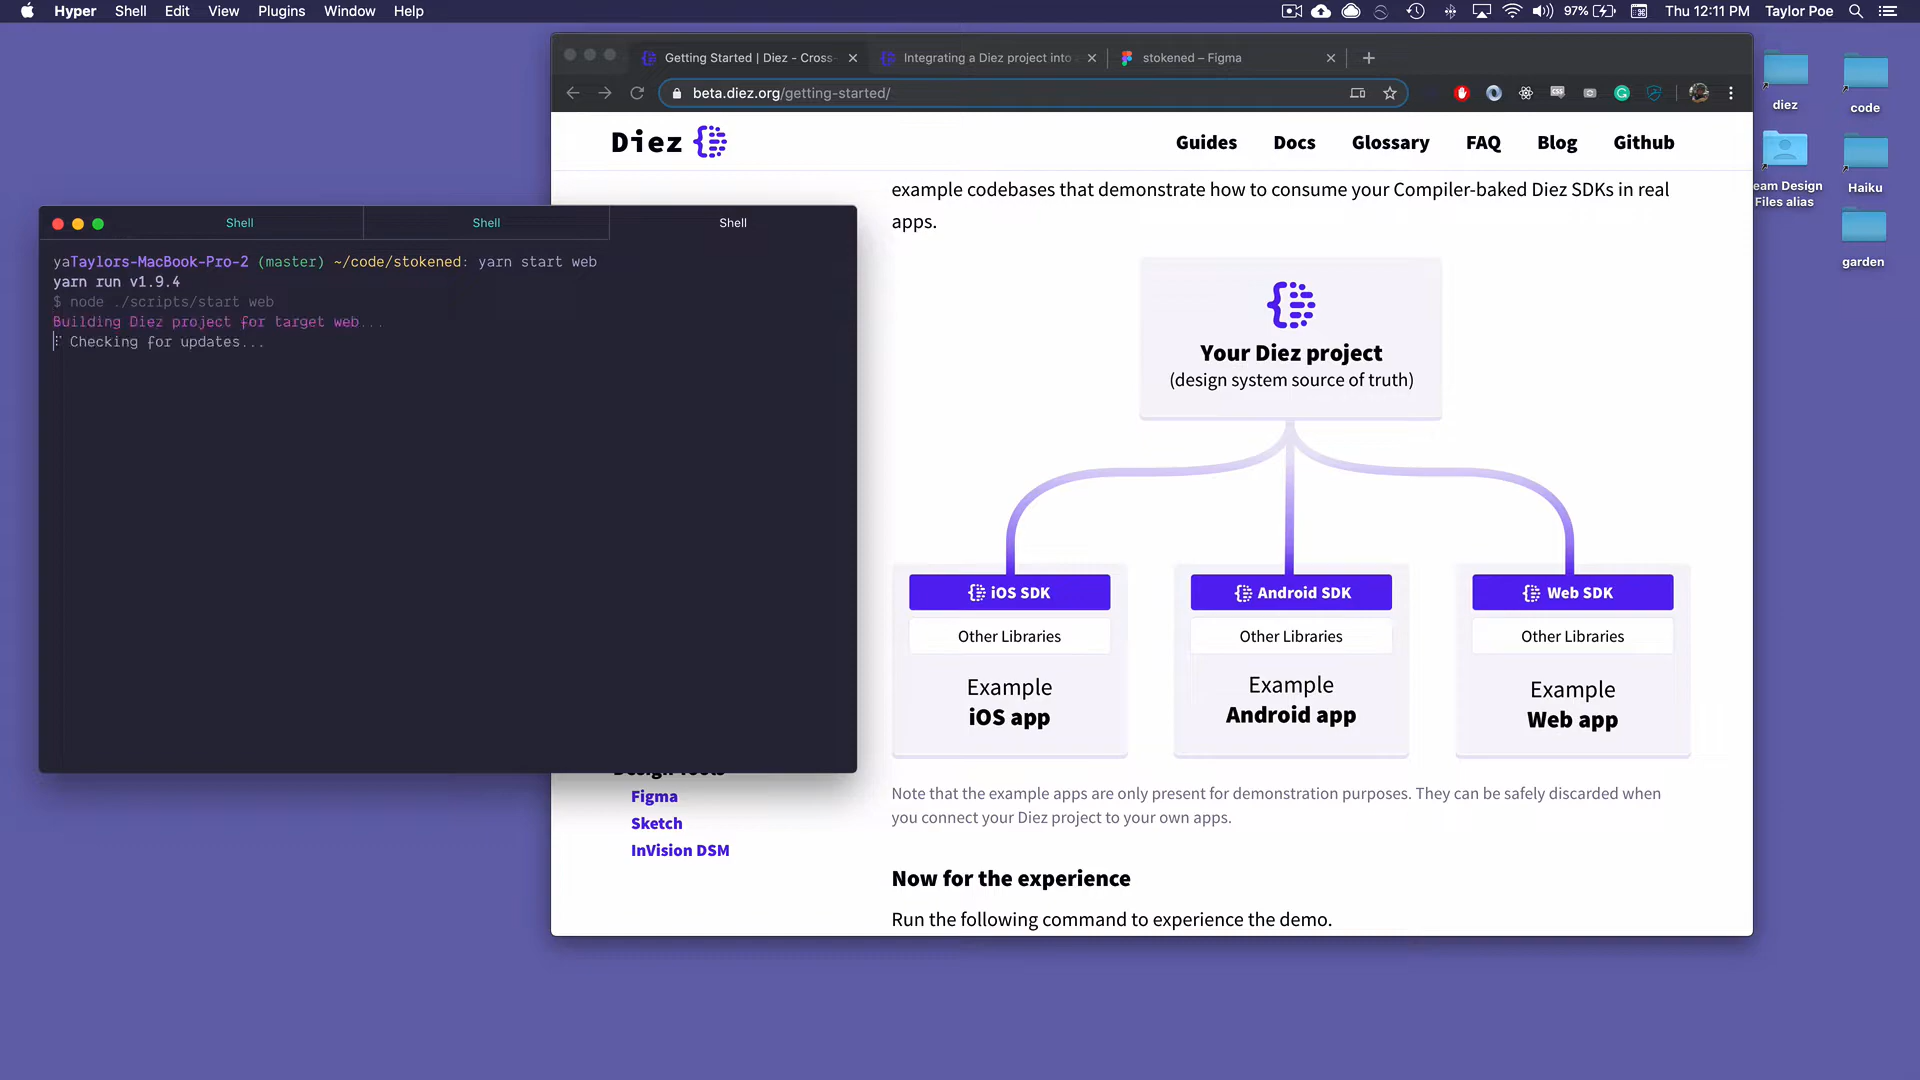 Hyper Shell Edit View Plugins Window Help
97% Thu 12:11 PM Taylor Poe
Getting Started | Diez - Cross-
Integrating a Diez project into
stokened – Figma
beta.diez.org/getting-started/
Diez
Guides Docs Glossary FAQ Blog Github
example codebases that demonstrate how to consume your Compiler-baked Diez SDKs in real
apps.
Your Diez project
(design system source of truth)
iOS SDK
Other Libraries
Example
iOS app
Android SDK
Other Libraries
Example
Android app
Web SDK
Other Libraries
Example
Web app
Note that the example apps are only present for demonstration purposes. They can be safely discarded when
you connect your Diez project to your own apps.
Now for the experience
Run the following command to experience the demo.
Design Tools
Figma
Sketch
InVision DSM
Shell Shell Shell
yaTaylors-MacBook-Pro-2 (master) ~/code/stokened: yarn start web
yarn run v1.9.4
$ node ./scripts/start web
Building Diez project for target web...
Checking for updates...
diez
code
eam Design
Files alias
Haiku
garden